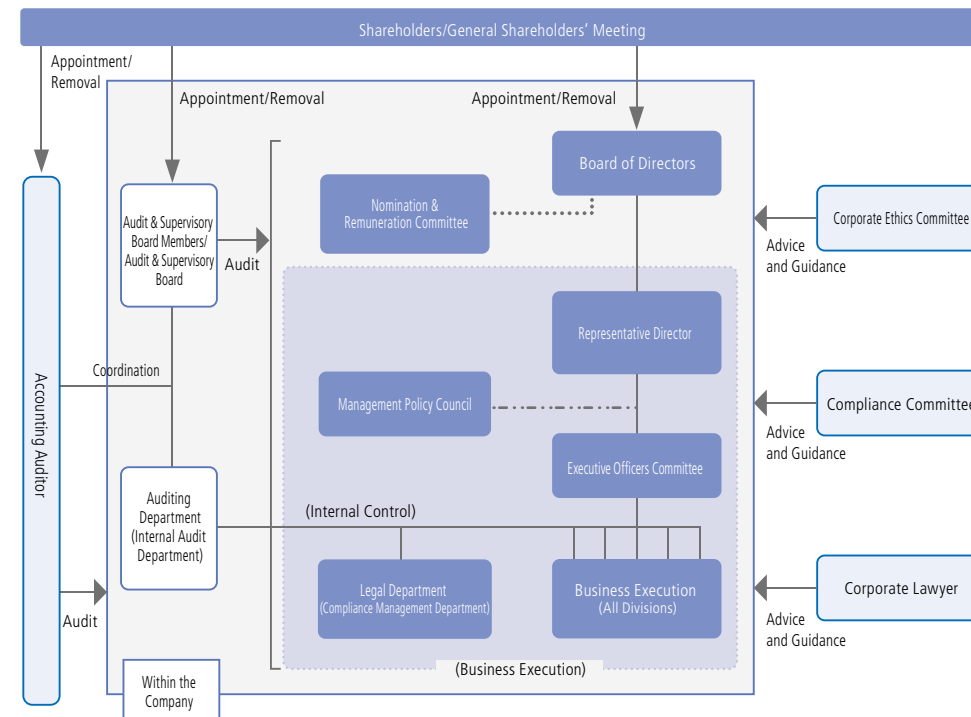 Shareholders/General Shareholders' Meeting
Appointment/
Removal
Appointment/Removal
Appointment/Removal
Board of Directors
Nomination &
Remuneration Committee
Audit & Supervisory
Board Members/
Audit & Supervisory
Board
Audit
Corporate Ethics Committee
Advice
and Guidance
Representative Director
Coordination
Accounting Auditor
Management Policy Council
Compliance Committee
Advice
and Guidance
Executive Officers Committee
Auditing
Department
(Internal Audit
Department)
(Internal Control)
Legal Department
(Compliance Management Department)
Business Execution
(All Divisions)
Corporate Lawyer
Advice
and Guidance
Audit
(Business Execution)
Within the
Company